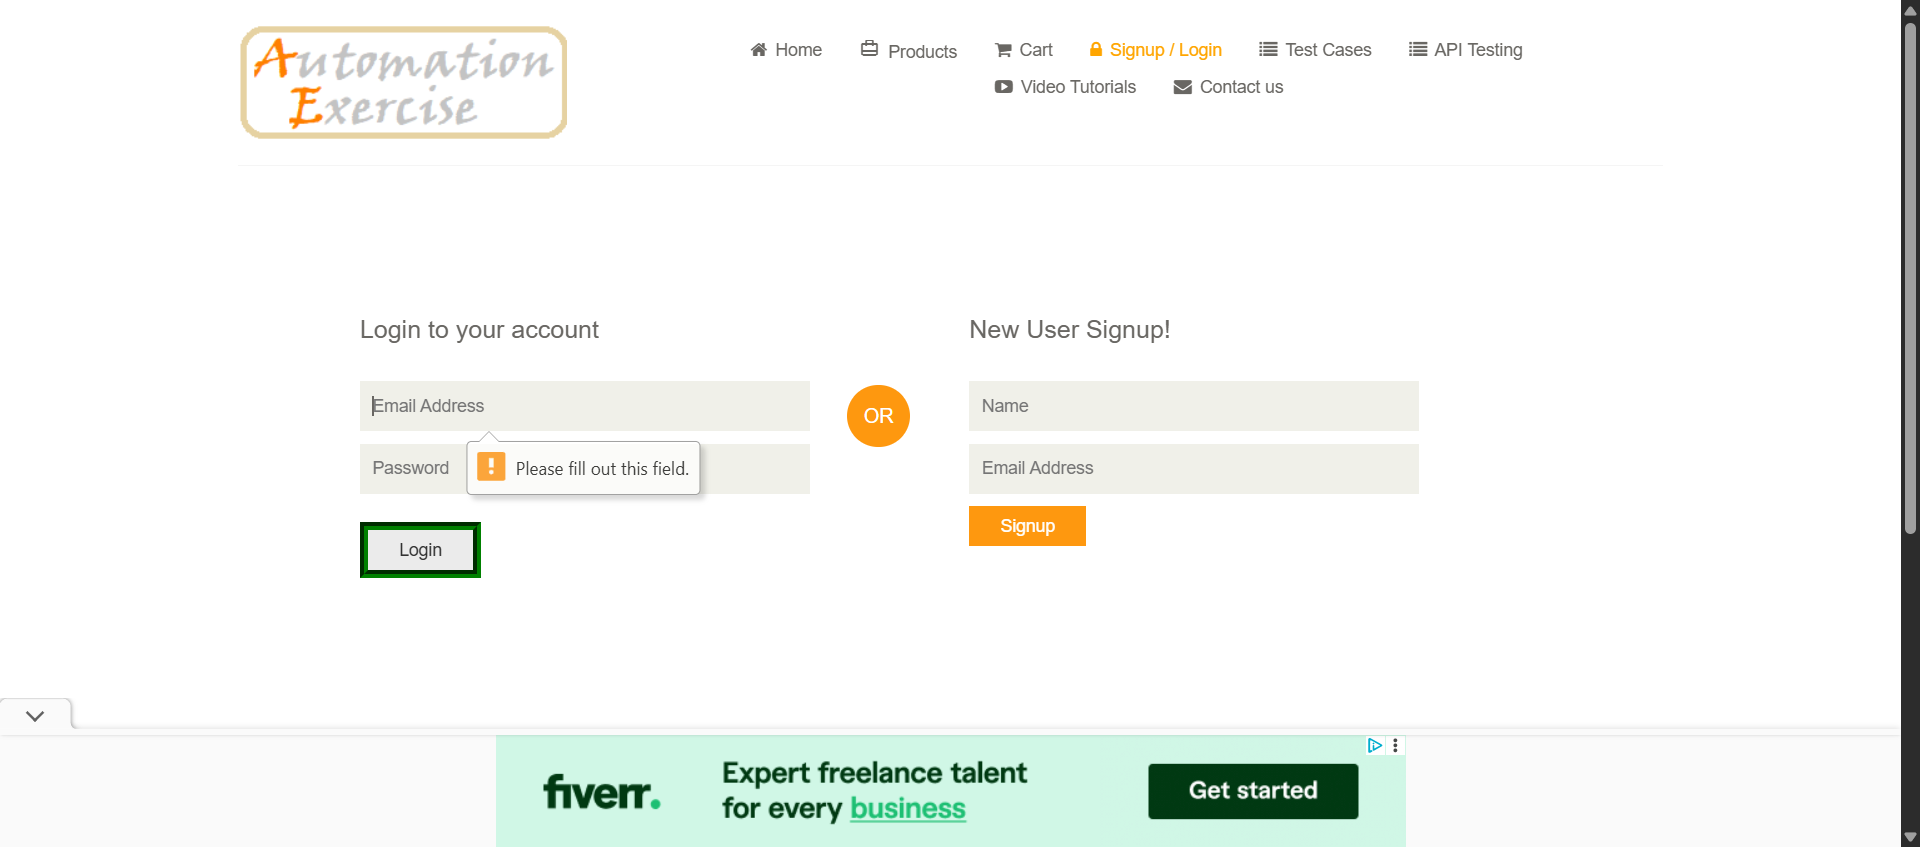 Automation
Exercise
Home
Products
Cart
Signup / Login
Test Cases
API Testing
Video Tutorials
Contact us
Login to your account
Email Address
Password
Please fill out this field.
Login
OR
New User Signup!
Name
Email Address
Signup
fiverr.
Expert freelance talent
for every business
Get started